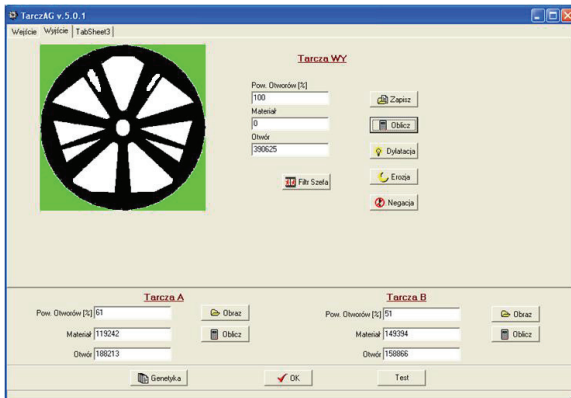 TarczAG v.5.0.1
Wejście Wyjście TabSheet3
Tarcza WY
Pow. Otworów [%]
100
Materiał
0
Otwór
390625
Zapisz
Oblicz
Dylatacja
Erozja
Negacja
Filtr Szefa
Tarcza A
Pow. Otworów [%] 61
Obraz
Materiał 119242
Oblicz
Otwór 188213
Tarcza B
Pow. Otworów [%] 51
Obraz
Materiał 149394
Oblicz
Otwór 158866
Genetyka
OK
Test